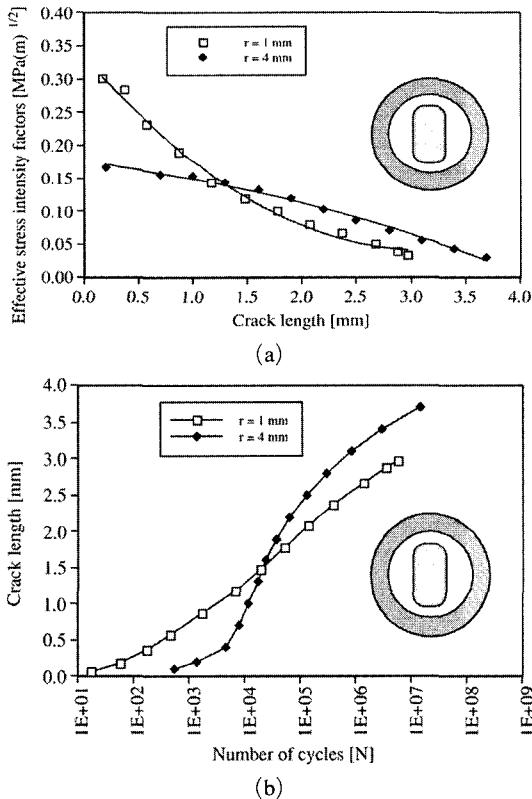 r = 1 mm
r = 4 mm
Effective stress intensity factors [MPa(m) 1/2]
0.40
0.35
0.30
0.25
0.20
0.15
0.10
0.05
0.00
0.0 0.5 1.0 1.5 2.0 2.5 3.0 3.5 4.0
Crack length [mm]
(a)
r = 1 mm
r = 4 mm
Crack length [mm]
4.0
3.5
3.0
2.5
2.0
1.5
1.0
0.5
0.0
1E+01 1E+02 1E+03 1E+04 1E+05 1E+06 1E+07 1E+08 1E+09
Number of cycles [N]
(b)